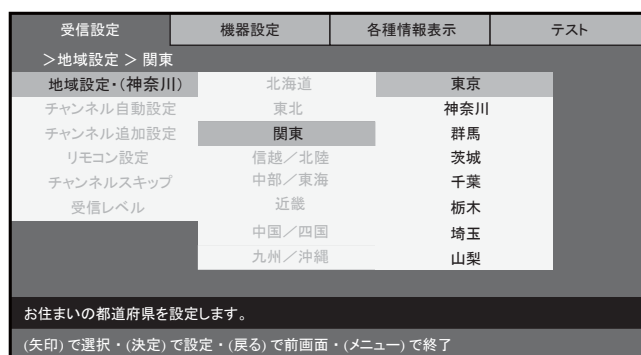 受信設定 機器設定 各種情報表示 テスト
＞地域設定 ＞ 関東
地域設定・(神奈川) 北海道 東京
チャンネル自動設定 東北 神奈川
チャンネル追加設定 関東 群馬
リモコン設定 信越／北陸 茨城
チャンネルスキップ 中部／東海 千葉
受信レベル 近畿 栃木
中国／四国 埼玉
九州／沖縄 山梨
お住まいの都道府県を設定します。
(矢印) で選択・(決定) で設定・(戻る) で前画面・(メニュー) で終了